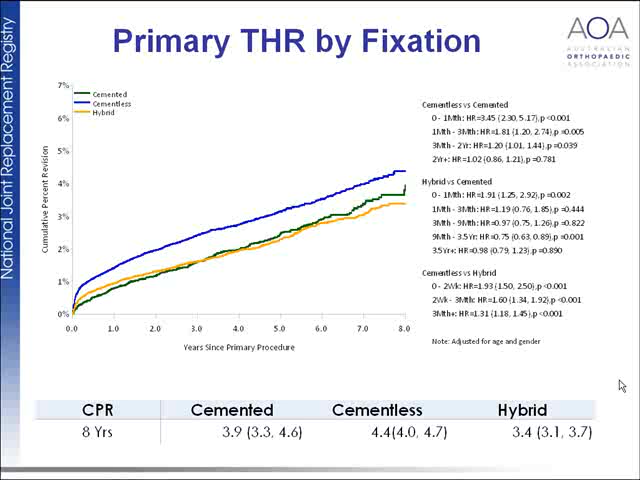 National Joint Replacement Registry
Primary THR by Fixation
AOA
AUSTRALIAN
ORTHOPAEDIC
ASSOCIATION
7%
6%
5%
4%
3%
2%
1%
0%
Cumulative Percent Revision
Cemented
Cementless
Hybrid
0.0 1.0 2.0 3.0 4.0 5.0 6.0 7.0 8.0
Years Since Primary Procedure
Cementless vs Cemented
0 - 1Mth: HR=3.45 (2.30, 5.17),p <0.001
1Mth - 3Mth: HR=1.81 (1.20, 2.74),p =0.005
3Mth - 2Yr: HR=1.20 (1.01, 1.44),p =0.039
2Yr+: HR=1.02 (0.86, 1.21),p =0.781
Hybrid vs Cemented
0 - 1Mth: HR=1.91 (1.25, 2.92),p =0.002
1Mth - 3Mth: HR=1.19 (0.76, 1.85),p =0.444
3Mth - 9Mth: HR=0.97 (0.75, 1.26),p =0.822
9Mth - 3.5Yr: HR=0.75 (0.63, 0.89),p =0.001
3.5Yr+: HR=0.98 (0.79, 1.23),p =0.890
Cementless vs Hybrid
0 - 2Wk: HR=1.93 (1.50, 2.50),p <0.001
2Wk - 3Mth: HR=1.60 (1.34, 1.92),p <0.001
3Mth+: HR=1.31 (1.18, 1.45),p <0.001
Note: Adjusted for age and gender
CPR Cemented Cementless Hybrid
8 Yrs 3.9 (3.3, 4.6) 4.4(4.0, 4.7) 3.4 (3.1, 3.7)